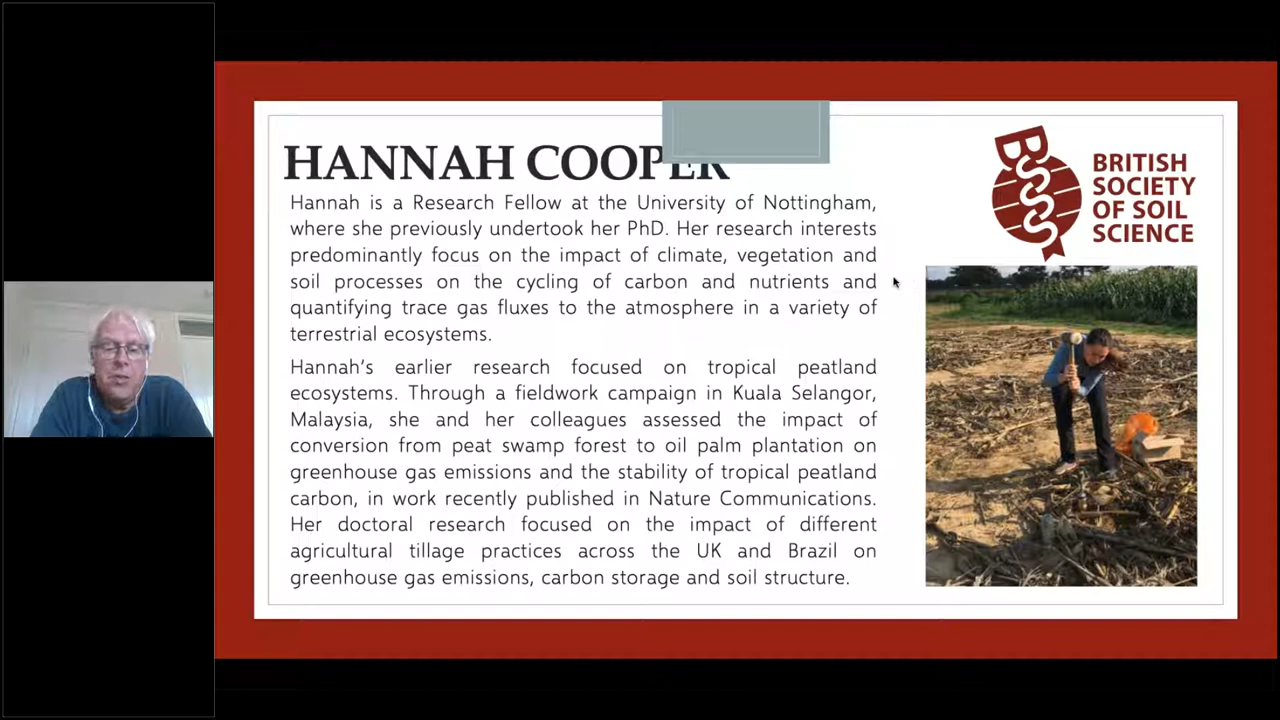 HANNAH COOPER
Hannah is a Research Fellow at the University of Nottingham,
where she previously undertook her PhD. Her research interests
predominantly focus on the impact of climate, vegetation and
soil processes on the cycling of carbon and nutrients and
quantifying trace gas fluxes to the atmosphere in a variety of
terrestrial ecosystems.
Hannah's earlier research focused on tropical peatland
ecosystems. Through a fieldwork campaign in Kuala Selangor,
Malaysia, she and her colleagues assessed the impact of
conversion from peat swamp forest to oil palm plantation on
greenhouse gas emissions and the stability of tropical peatland
carbon, in work recently published in Nature Communications.
Her doctoral research focused on the impact of different
agricultural tillage practices across the UK and Brazil on
greenhouse gas emissions, carbon storage and soil structure.
BSSS
BRITISH
SOCIETY
OF SOIL
SCIENCE